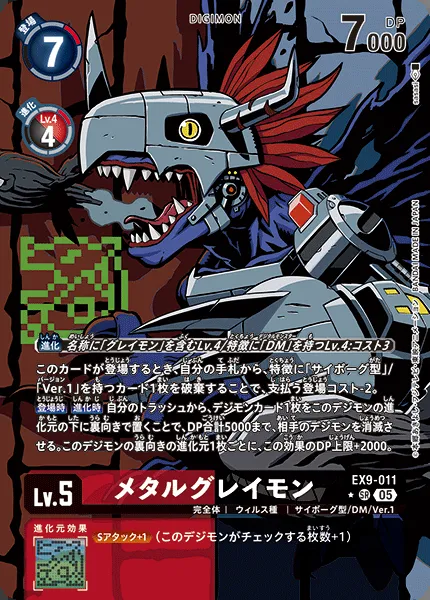 DIGIMON
登場
7
DP
7000
進化
Lv.4
4
BANDAI MADE IN JAPAN
進化 名称に「グレイモン」を含むLv.4/特徴に「DM」を持つLv.4:コスト3
このカードが登場するとき、自分の手札から、特徴に「サイボーグ型」/
「Ver.1」を持つカード1枚を破棄することで、支払う登場コスト-2。
登場時 進化時 自分のトラッシュから、デジモンカード1枚をこのデジモンの進
化元の下に裏向きで置くことで、DP合計5000まで、相手のデジモンを消滅さ
せる。このデジモンの裏向きの進化元1枚ごとに、この効果のDP上限+2000。
Lv.5
メタルグレイモン
EX9-011
SR 05
完全体 | ウィルス種 | サイボーグ型/DM/Ver.1
進化元効果
Sアタック+1 (このデジモンがチェックする枚数+1)